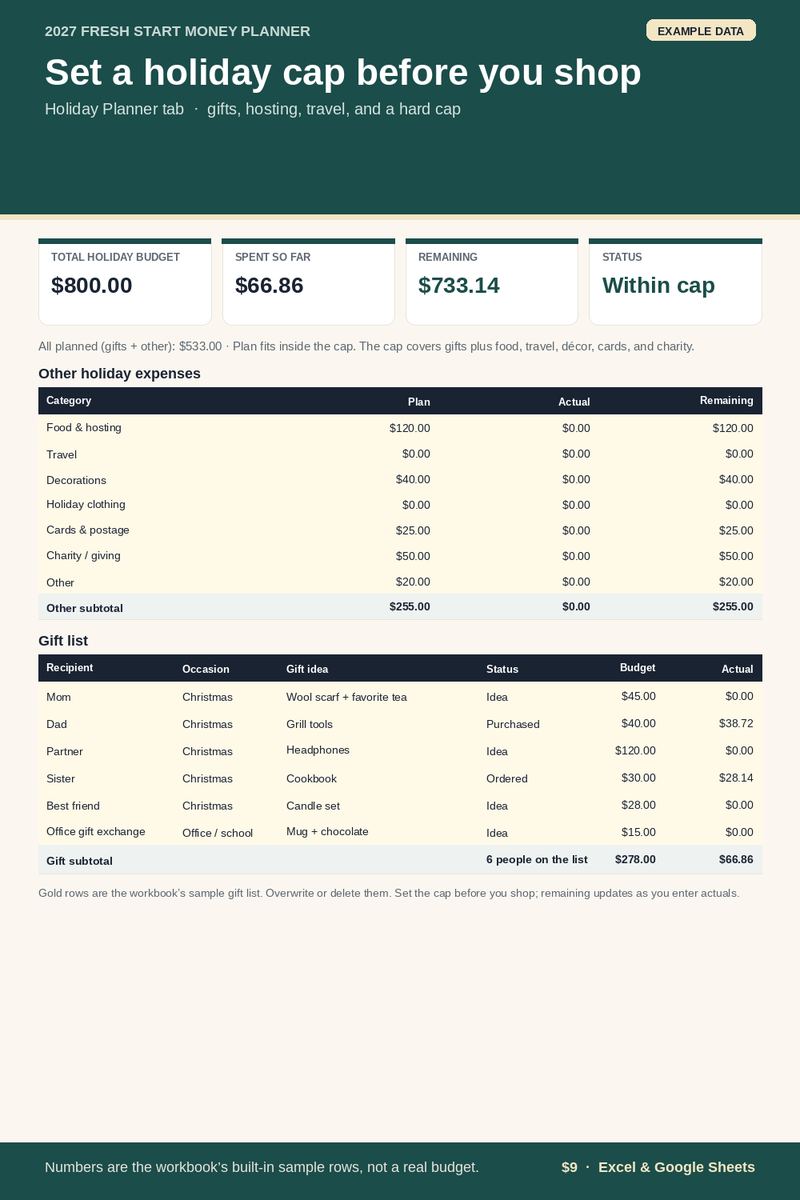 2027 FRESH START MONEY PLANNER
EXAMPLE DATA
Set a holiday cap before you shop
Holiday Planner tab · gifts, hosting, travel, and a hard cap
TOTAL HOLIDAY BUDGET
$800.00
SPENT SO FAR
$66.86
REMAINING
$733.14
STATUS
Within cap
All planned (gifts + other): $533.00 · Plan fits inside the cap. The cap covers gifts plus food, travel, décor, cards, and charity.
Other holiday expenses
Category Plan Actual Remaining
Food & hosting $120.00 $0.00 $120.00
Travel $0.00 $0.00 $0.00
Decorations $40.00 $0.00 $40.00
Holiday clothing $0.00 $0.00 $0.00
Cards & postage $25.00 $0.00 $25.00
Charity / giving $50.00 $0.00 $50.00
Other $20.00 $0.00 $20.00
Other subtotal $255.00 $0.00 $255.00
Gift list
Recipient Occasion Gift idea Status Budget Actual
Mom Christmas Wool scarf + favorite tea Idea $45.00 $0.00
Dad Christmas Grill tools Purchased $40.00 $38.72
Partner Christmas Headphones Idea $120.00 $0.00
Sister Christmas Cookbook Ordered $30.00 $28.14
Best friend Christmas Candle set Idea $28.00 $0.00
Office gift exchange Office / school Mug + chocolate Idea $15.00 $0.00
Gift subtotal 6 people on the list $278.00 $66.86
Gold rows are the workbook's sample gift list. Overwrite or delete them. Set the cap before you shop; remaining updates as you enter actuals.
Numbers are the workbook's built-in sample rows, not a real budget.
$9 · Excel & Google Sheets